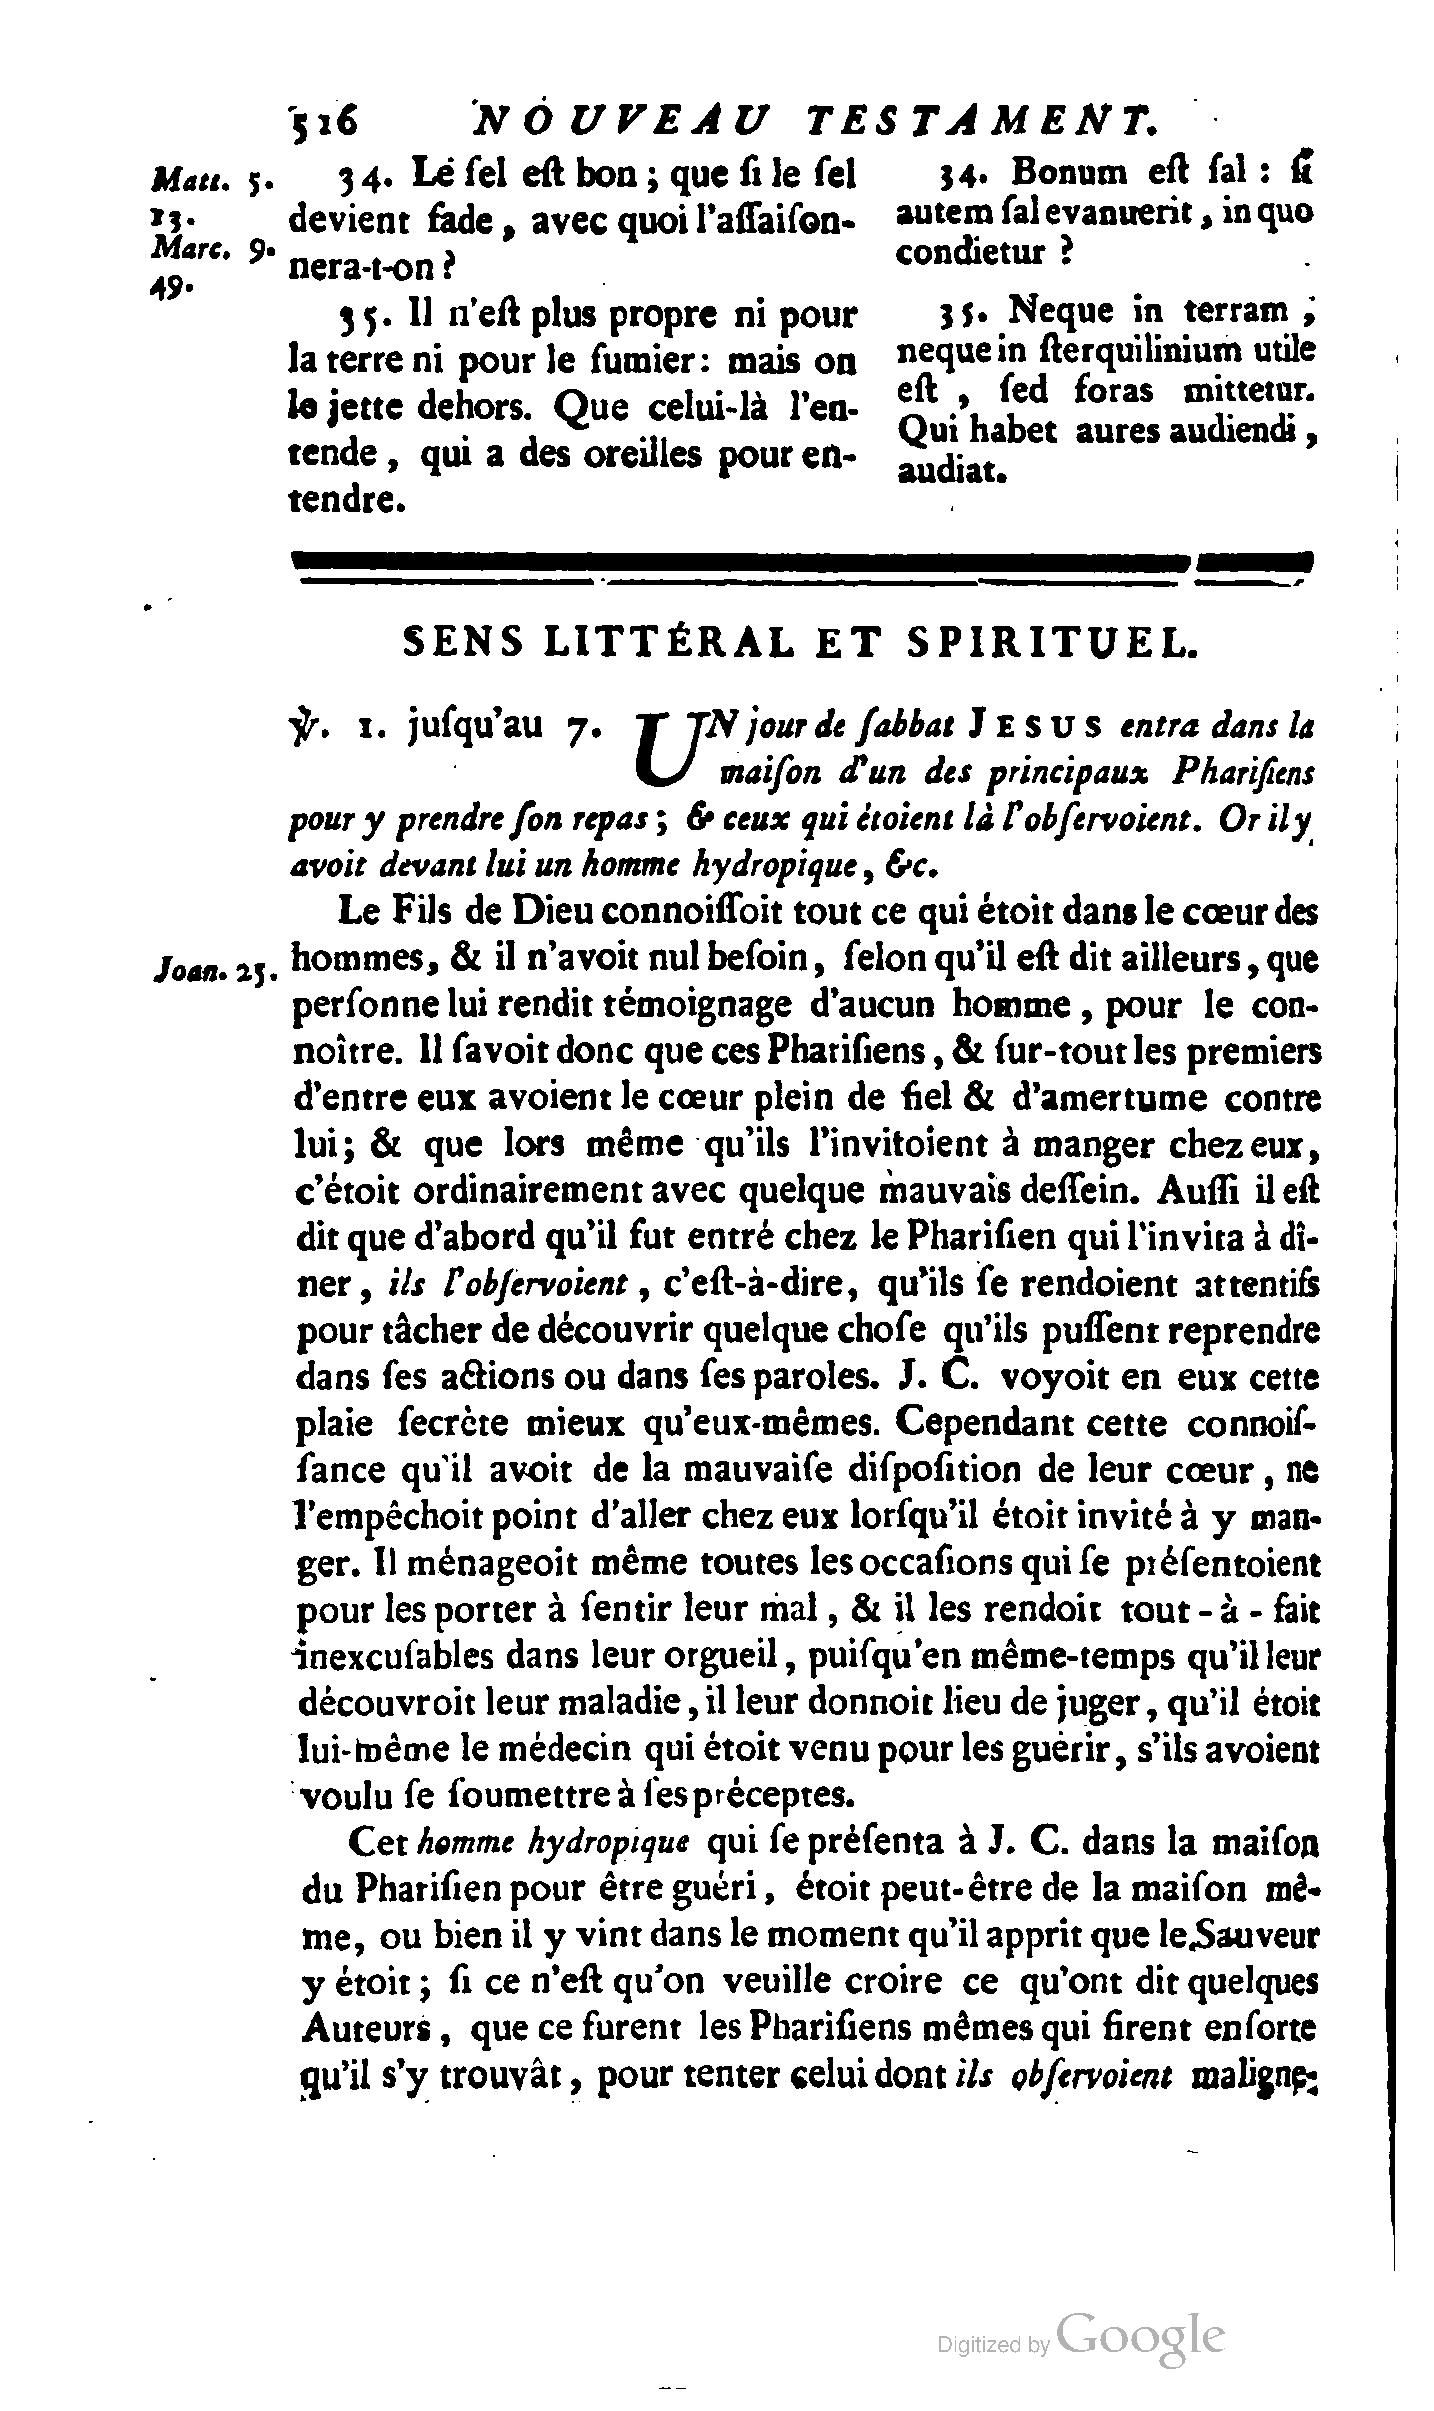 516 NOUVEAU TESTAMENT.
Matt. 5.
13.
Marc. 9.
49.
34. Le ſel eſt bon ; que ſi le ſel
devient fade, avec quoi l'aſſaiſon-
nera-t-on ?
35. Il n'eſt plus propre ni pour
la terre ni pour le fumier: mais on
le jette dehors. Que celui-là l'en-
tende, qui a des oreilles pour en-
tendre.
34. Bonum eſt ſal : ſi
autem ſal evanuerit, in quo
condietur ?
35. Neque in terram ;
neque in ſterquilinium utile
eſt , ſed foras mittetur.
Qui habet aures audiendi,
audiat.
SENS LITTÉRAL ET SPIRITUEL.
℣. 1. juſqu'au 7. UN jour de ſabbat JESUS entra dans la
maiſon d'un des principaux Phariſiens
pour y prendre ſon repas ; & ceux qui étoient là l'obſervoient. Or il y
avoit devant lui un homme hydropique, &c.
Le Fils de Dieu connoiſſoit tout ce qui étoit dans le cœur des
Joan. 25. hommes, & il n'avoit nul beſoin, ſelon qu'il eſt dit ailleurs, que
perſonne lui rendit témoignage d'aucun homme, pour le con-
noître. Il ſavoit donc que ces Phariſiens, & ſur-tout les premiers
d'entre eux avoient le cœur plein de fiel & d'amertume contre
lui; & que lors même qu'ils l'invitoient à manger chez eux,
c'étoit ordinairement avec quelque mauvais deſſein. Auſſi il eſt
dit que d'abord qu'il fut entré chez le Phariſien qui l'invita à dî-
ner, ils l'obſervoient, c'eſt-à-dire, qu'ils ſe rendoient attentifs
pour tâcher de découvrir quelque choſe qu'ils puſſent reprendre
dans ſes actions ou dans ſes paroles. J. C. voyoit en eux cette
plaie ſecrète mieux qu'eux-mêmes. Cependant cette connoiſ-
ſance qu'il avoit de la mauvaiſe diſpoſition de leur cœur, ne
l'empêchoit point d'aller chez eux lorſqu'il étoit invité à y man-
ger. Il ménageoit même toutes les occaſions qui ſe préſentoient
pour les porter à ſentir leur mal, & il les rendoit tout-à-fait
inexcuſables dans leur orgueil, puiſqu'en même-temps qu'il leur
découvroit leur maladie, il leur donnoit lieu de juger, qu'il étoit
lui-même le médecin qui étoit venu pour les guérir, s'ils avoient
voulu ſe ſoumettre à ſes préceptes.
Cet homme hydropique qui ſe préſenta à J. C. dans la maiſon
du Phariſien pour être guéri, étoit peut-être de la maiſon mê-
me, ou bien il y vint dans le moment qu'il apprit que le Sauveur
y étoit ; ſi ce n'eſt qu'on veuille croire ce qu'ont dit quelques
Auteurs, que ce furent les Phariſiens mêmes qui firent enſorte
qu'il s'y trouvât, pour tenter celui dont ils obſervoient maligne-
Digitized by Google